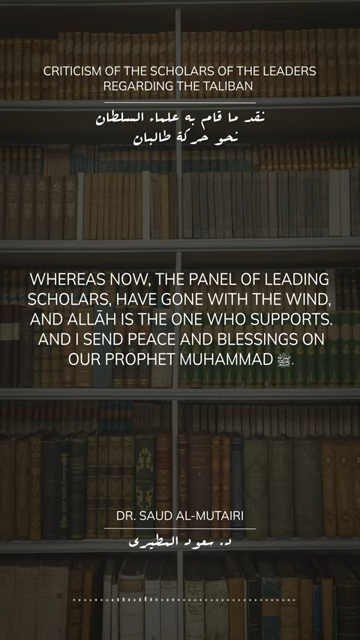 CRITICISM OF THE SCHOLARS OF THE LEADERS
REGARDING THE TALIBAN
نقد ما قام به علماء السلطان
نحو حركة طالبان
WHEREAS NOW, THE PANEL OF LEADING
SCHOLARS, HAVE GONE WITH THE WIND,
AND ALLĀH IS THE ONE WHO SUPPORTS.
AND I SEND PEACE AND BLESSINGS ON
OUR PROPHET MUHAMMAD ﷺ.
DR. SAUD AL-MUTAIRI
د. سعود المطيري